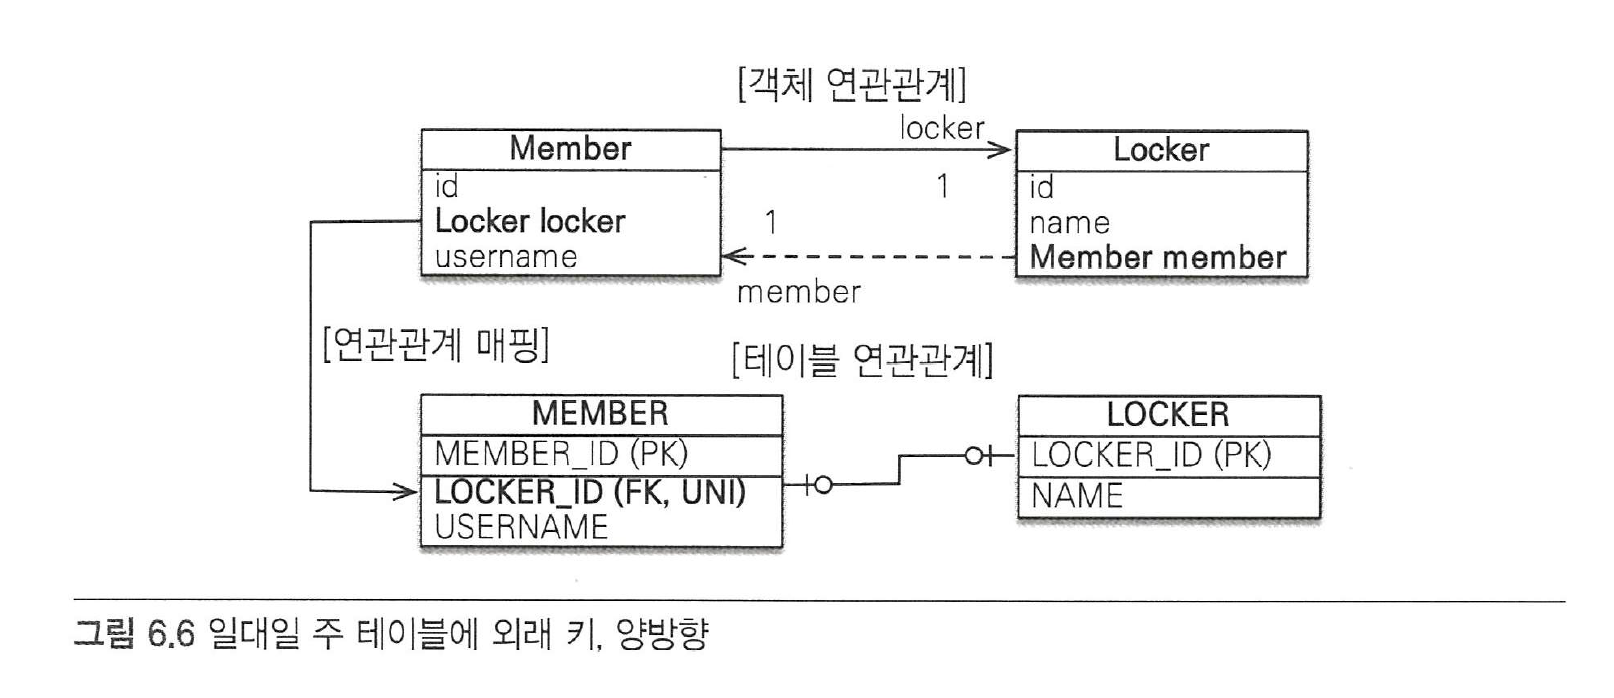 [객체 연관관계]
locker
Member
id
Locker locker
username
1
1
Locker
id
name
Member member
member
[연관관계 매핑]
[테이블 연관관계]
MEMBER
MEMBER_ID (PK)
LOCKER_ID (FK, UNI)
USERNAME
LOCKER
LOCKER_ID (PK)
NAME
그림 6.6 일대일 주 테이블에 외래 키, 양방향